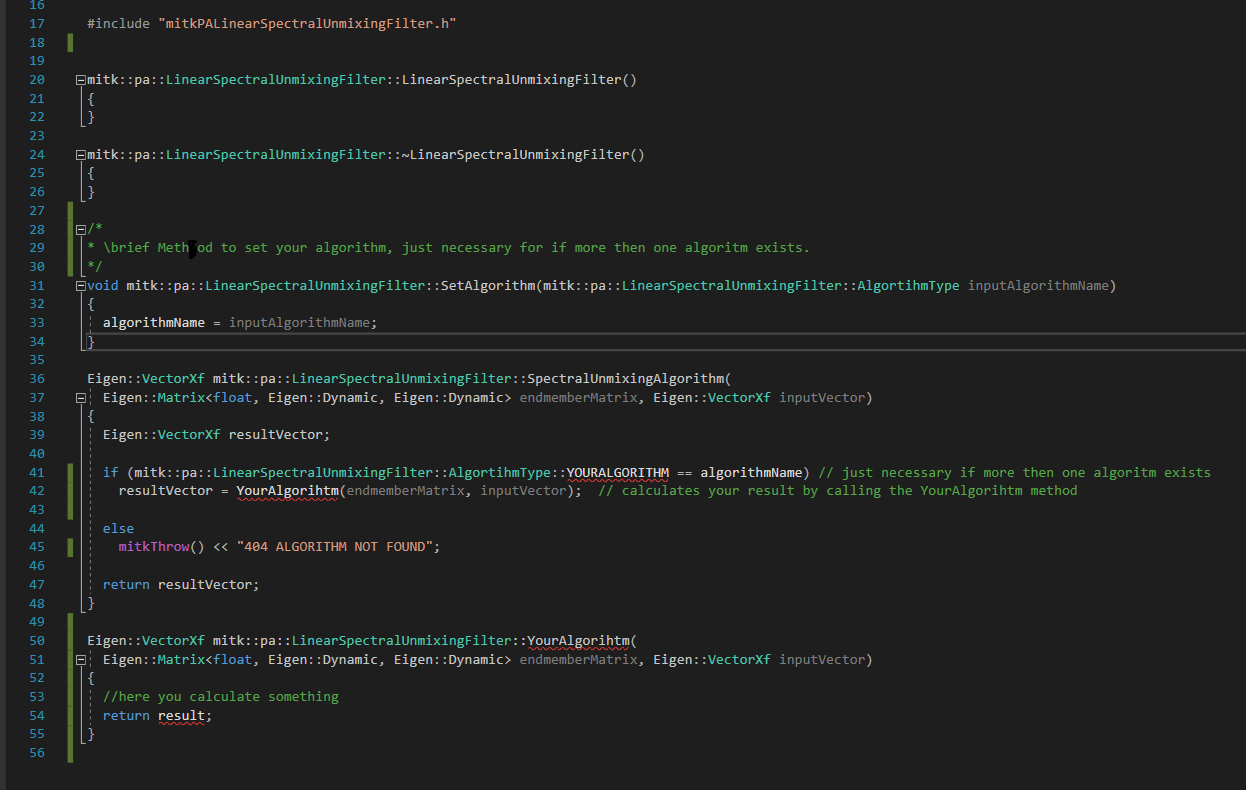 16
17 #include "mitkPALinearSpectralUnmixingFilter.h"
18
19
20 mitk::pa::LinearSpectralUnmixingFilter::LinearSpectralUnmixingFilter()
21 {
22 }
23
24 mitk::pa::LinearSpectralUnmixingFilter::~LinearSpectralUnmixingFilter()
25 {
26 }
27
28 /*
29 * \brief Method to set your algorithm, just necessary for if more then one algoritm exists.
30 */
31 void mitk::pa::LinearSpectralUnmixingFilter::SetAlgorithm(mitk::pa::LinearSpectralUnmixingFilter::AlgortihmType inputAlgorithmName)
32 {
33 algorithmName = inputAlgorithmName;
34 }
35
36 Eigen::VectorXf mitk::pa::LinearSpectralUnmixingFilter::SpectralUnmixingAlgorithm(
37 Eigen::Matrix<float, Eigen::Dynamic, Eigen::Dynamic> endmemberMatrix, Eigen::VectorXf inputVector)
38 {
39 Eigen::VectorXf resultVector;
40
41 if (mitk::pa::LinearSpectralUnmixingFilter::AlgortihmType::YOURALGORITHM == algorithmName) // just necessary if more then one algoritm exists
42 resultVector = YourAlgorihtm(endmemberMatrix, inputVector); // calculates your result by calling the YourAlgorihtm method
43
44 else
45 mitkThrow() << "404 ALGORITHM NOT FOUND";
46
47 return resultVector;
48 }
49
50 Eigen::VectorXf mitk::pa::LinearSpectralUnmixingFilter::YourAlgorihtm(
51 Eigen::Matrix<float, Eigen::Dynamic, Eigen::Dynamic> endmemberMatrix, Eigen::VectorXf inputVector)
52 {
53 //here you calculate something
54 return result;
55 }
56